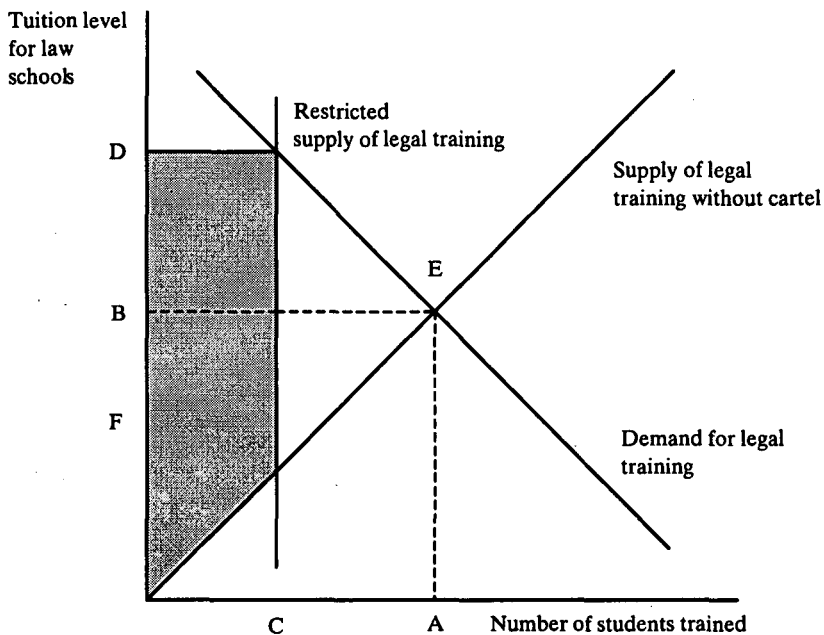 Tuition level
for law
schools
Restricted
supply of legal training
D
Supply of legal
training without cartel
E
B
F
Demand for legal
training
C
A
Number of students trained